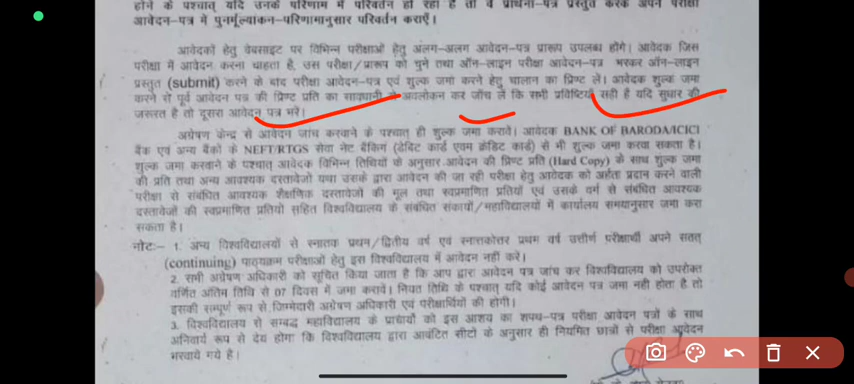 होने के पश्चात् यदि उनके परिणाम में परिवर्तन हो रहा है तो वे प्रार्थना-पत्र प्रस्तुत करके अपने परीक्षा
आवेदन-पत्र में पुनर्मूल्यांकन-परिणामानुसार परिवर्तन कराएँ।
आवेदकों हेतु वेबसाइट पर विभिन्न परीक्षाओं हेतु अलग-अलग आवेदन-पत्र प्रारूप उपलब्ध होंगे। आवेदक जिस
परीक्षा में आवेदन करना चाहता है, उस परीक्षा/प्रारूप को चुने तथा ऑन-लाइन परीक्षा आवेदन-पत्र भरकर ऑन-लाइन
प्रस्तुत (submit) करने के बाद परीक्षा आवेदन-पत्र एवं शुल्क जमा करने हेतु चालान का प्रिण्ट लें। आवेदक शुल्क जमा
करने से पूर्व आवेदन पत्र की प्रिण्ट प्रति का सावधानी से अवलोकन कर जाँच लें कि सभी प्रविष्टियाँ सही है यदि सुधार की
जरूरत है तो दूसरा आवेदन पत्र भरें।
अग्रेषण केन्द्र से आवेदन जांच करवाने के पश्चात् ही शुल्क जमा करावें। आवेदक BANK OF BARODA/ICICI
बैंक एवं अन्य बैंको के NEFT/RTGS सेवा नेट बैंकिंग (डेबिट कार्ड एवम क्रेडिट कार्ड) से भी शुल्क जमा करवा सकता है।
शुल्क जमा करवाने के पश्चात् आवेदक विभिन्न तिथियों के अनुसार आवेदन की प्रिण्ट प्रति (Hard Copy) के साथ शुल्क जमा
की प्रति तथा अन्य आवश्यक दस्तावेजो यथा उसके द्वारा आवेदन की जा रही परीक्षा हेतु आवेदक को अर्हता प्रदान करने वाली
परीक्षा से संबंधित आवश्यक शैक्षणिक दस्तावेजो की मूल तथा स्वप्रमाणित प्रतियों एवं उसके वर्ग से संबंधित आवश्यक
दस्तावेजों की स्वप्रमाणित प्रतियों सहित विश्वविद्यालय के संबंधित संकायों/महाविद्यालयों में कार्यालय समयानुसार जमा करा
सकता है।
नोटः- 1. अन्य विश्वविद्यालयों से स्नातक प्रथम/द्वितीय वर्ष एवं स्नात्तकोत्तर प्रथम वर्ष उत्तीर्ण परीक्षार्थी अपने सतत्
(continuing) पाठ्यक्रम परीक्षाओं हेतु इस विश्वविद्यालय में आवेदन नहीं करें।
2. सभी अग्रेषण अधिकारी को सूचित किया जाता है कि आप द्वारा आवेदन पत्र जांच कर विश्वविद्यालय को उपरोक्त
वर्णित अंतिम तिथि से 07 दिवस में जमा करावें। नियत तिथि के पश्चात् यदि कोई आवेदन पत्र जमा नही होता है तो
इसकी सम्पूर्ण रूप से जिम्मेदारी अग्रेषण अधिकारी एवं परीक्षार्थियों की होगी।
3. विश्वविद्यालय से सम्बद्ध महाविद्यालय के प्राचार्यों को इस आशय का शपथ-पत्र परीक्षा आवेदन पत्रों के साथ
अनिवार्य रूप से देय होगा कि विश्वविद्यालय द्वारा आवंटित सीटों के अनुसार ही नियमित छात्रों से परीक्षा आवेदन
भरवाये गये है।